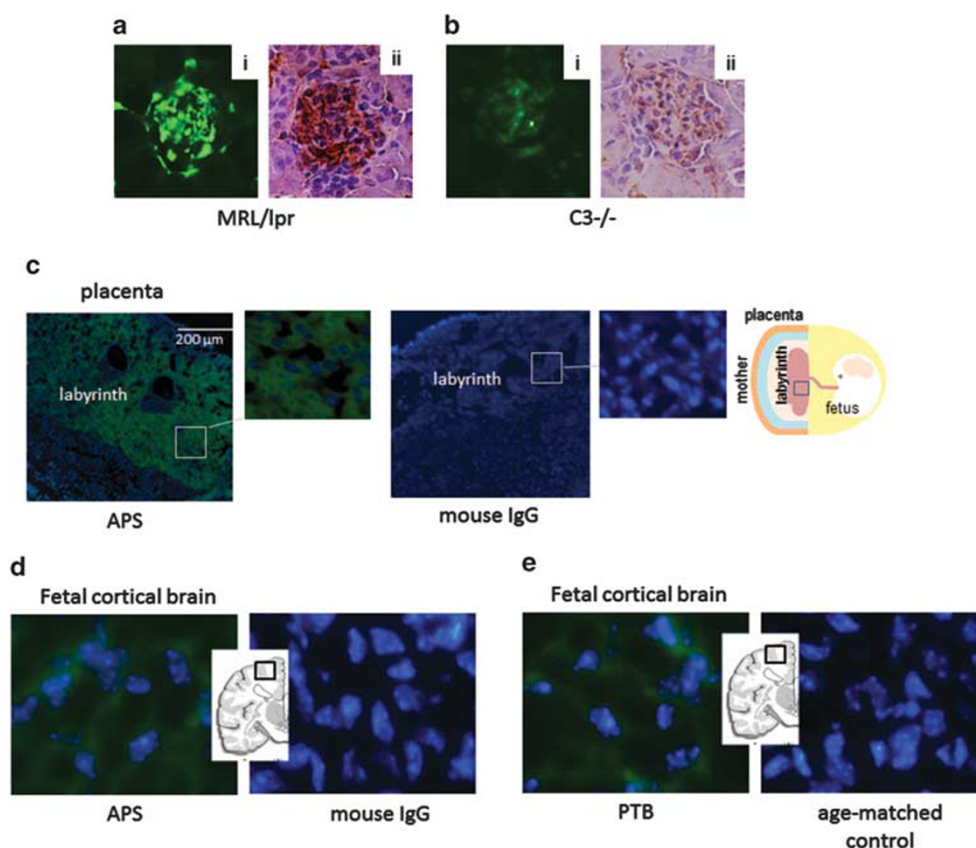 a
i
ii
MRL/lpr
b
i
ii
C3-/-
c
placenta
200 µm
labyrinth
APS
labyrinth
mouse IgG
placenta
mother
labyrinth
fetus
d
Fetal cortical brain
APS
mouse IgG
e
Fetal cortical brain
PTB
age-matched
control